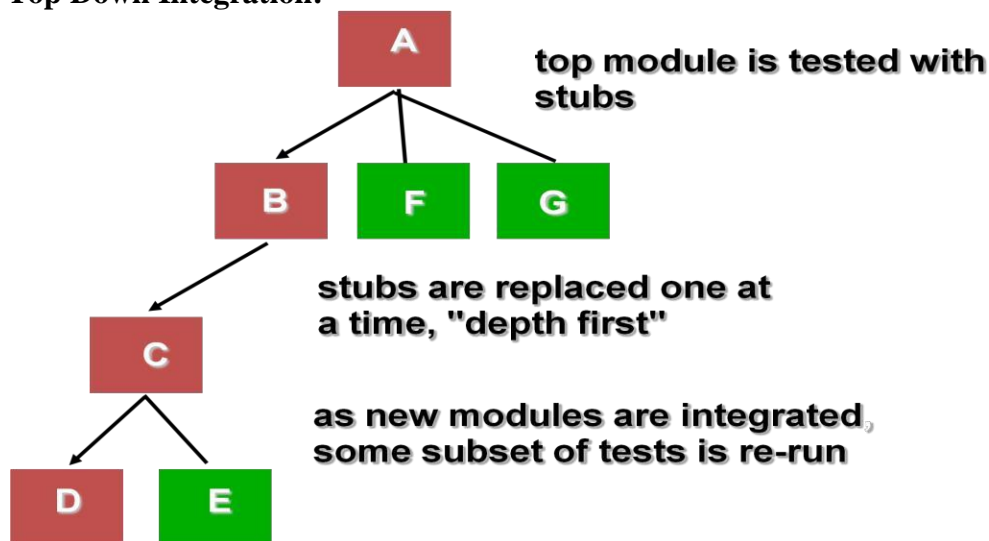 Top Down Integration:
A
top module is tested with
stubs
B
F
G
stubs are replaced one at
a time, "depth first"
C
as new modules are integrated,
some subset of tests is re-run
D
E